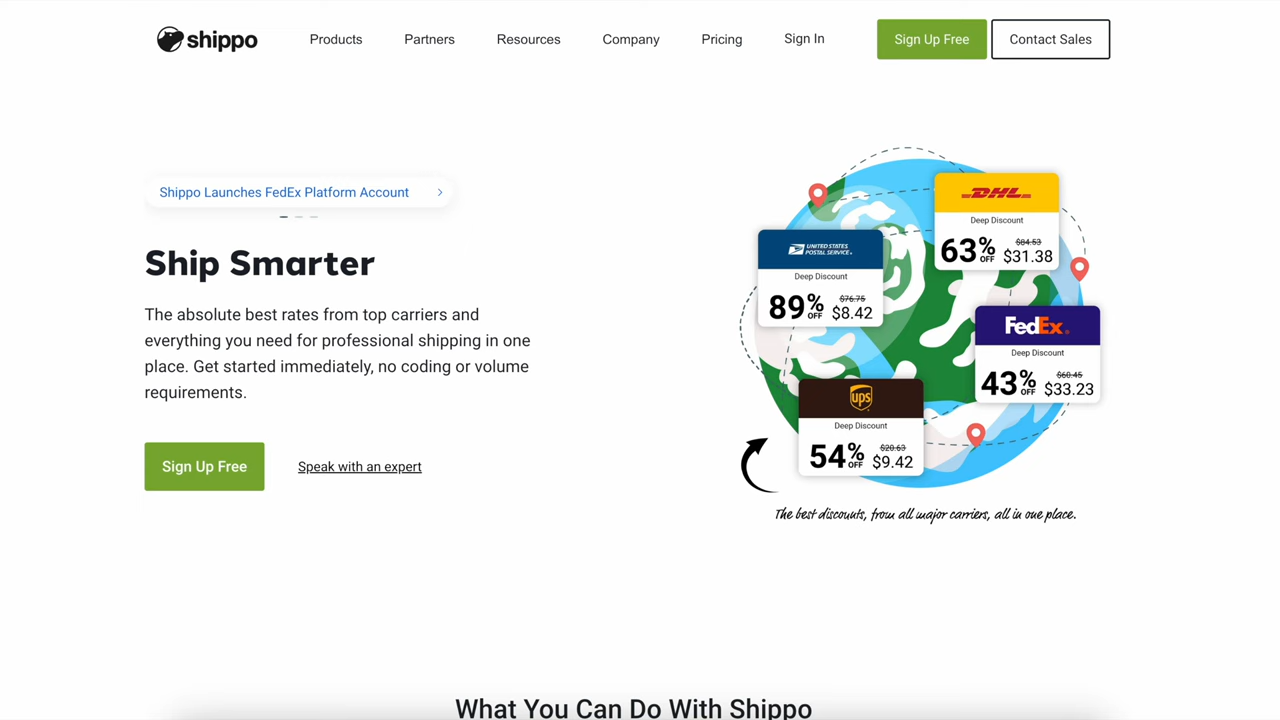 shippo
Products
Partners
Resources
Company
Pricing
Sign In
Sign Up Free
Contact Sales
Shippo Launches FedEx Platform Account
Ship Smarter
The absolute best rates from top carriers and
everything you need for professional shipping in one
place. Get started immediately, no coding or volume
requirements.
Sign Up Free
Speak with an expert
DHL
Deep Discount
63% OFF $84.53 $31.38
UNITED STATES
POSTAL SERVICE®
Deep Discount
89% OFF $76.75 $8.42
FedEx®
Deep Discount
43% OFF $60.45 $33.23
ups
Deep Discount
54% OFF $20.63 $9.42
The best discounts, from all major carriers, all in one place.
What You Can Do With Shippo